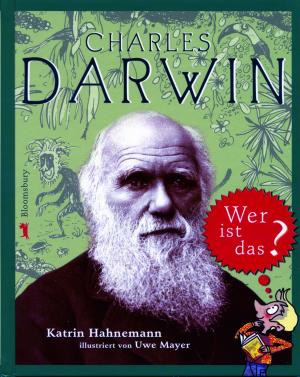 CHARLES
DARWIN
Bloomsbury
Wer
ist
das?
Katrin Hahnemann
illustriert von Uwe Mayer